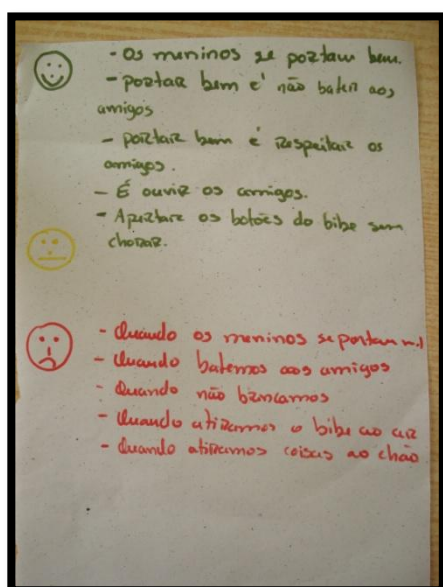 - Os meninos se portam bem.
- portar bem é não bater aos
amigos
- portar bem é respeitar os
amigos.
- É ouvir os amigos.
- Apertar os botões do bibe sem
chorar.
- Quando os meninos se portam mal
- Quando batemos aos amigos
- Quando não brincamos
- Quando atiramos o bibe ao ar
- Quando atiramos coisas ao chão